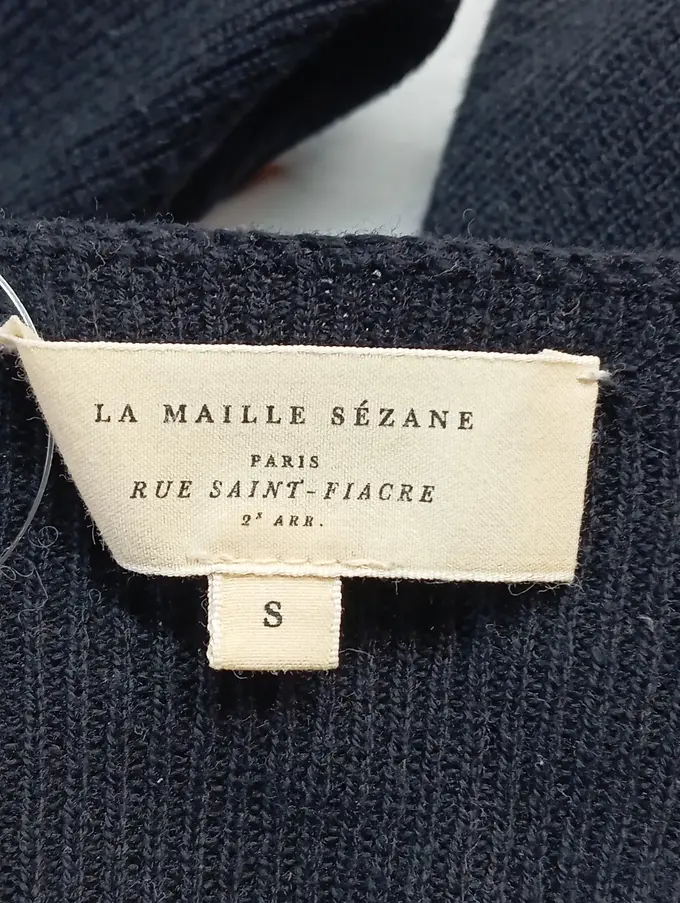 LA MAILLE SÉZANE
PARIS
RUE SAINT-FIACRE
2ᵉ ARR.
S